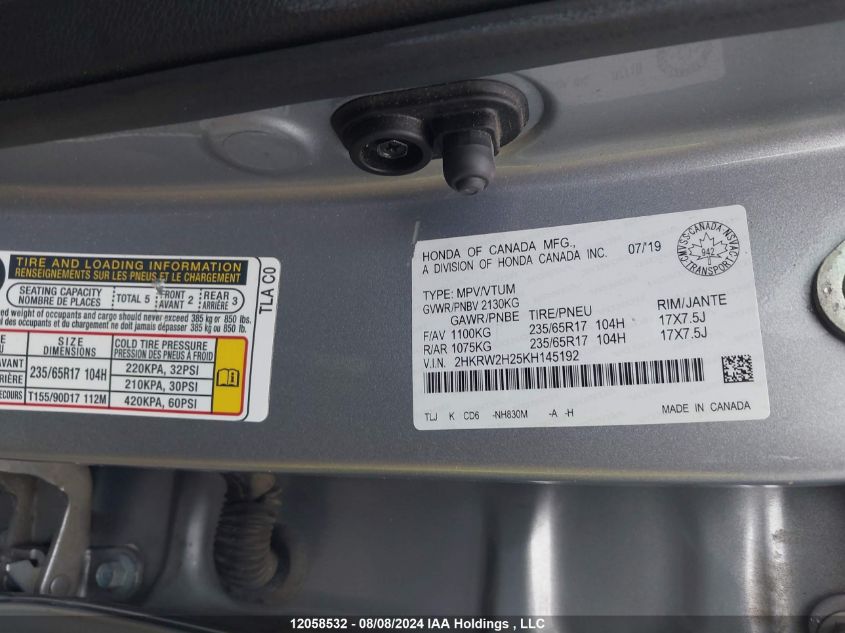 TIRE AND LOADING INFORMATION
RENSEIGNEMENTS SUR LES PNEUS ET LE CHARGEMENT
SEATING CAPACITY
NOMBRE DE PLACES
TOTAL 5
FRONT
AVANT 2
REAR
ARRIÈRE 3
weight of occupants and cargo should never exceed 385 kg or 850 lbs.
d'occupants et du chargement ne doit jamais dépasser 385 kg ou 850 lb.
SIZE
DIMENSIONS
COLD TIRE PRESSURE
PRESSION DES PNEUS À FROID
AVANT
235/65R17 104H
220KPA, 32PSI
210KPA, 30PSI
T155/90D17 112M
420KPA, 60PSI
TLA C0
HONDA OF CANADA MFG., 07/19
A DIVISION OF HONDA CANADA INC.
CMVSS-CANADA-NSVAC
942
TRANSPORT
TYPE: MPV/VTUM
GVWR/PNBV 2130KG
GAWR/PNBE TIRE/PNEU RIM/JANTE
F/AV 1100KG 235/65R17 104H 17X7.5J
R/AR 1075KG 235/65R17 104H 17X7.5J
V.I.N. 2HKRW2H25KH145192
TLJ K CD6 -NH830M -A -H MADE IN CANADA
12058532 - 08/08/2024 IAA Holdings , LLC